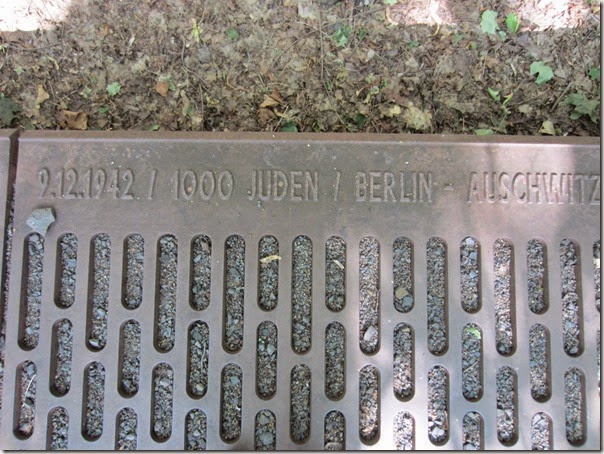 9.12.1942 / 1000 JUDEN / BERLIN - AUSCHWITZ